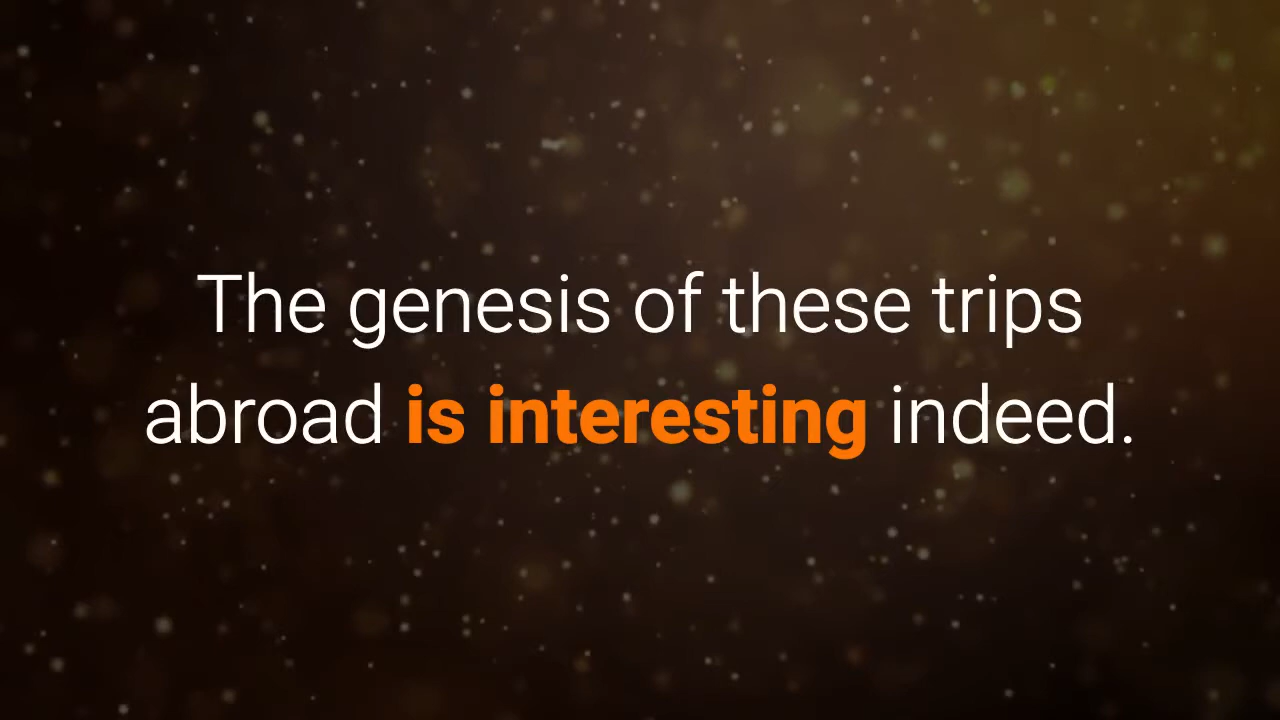 The genesis of these trips
abroad is interesting indeed.